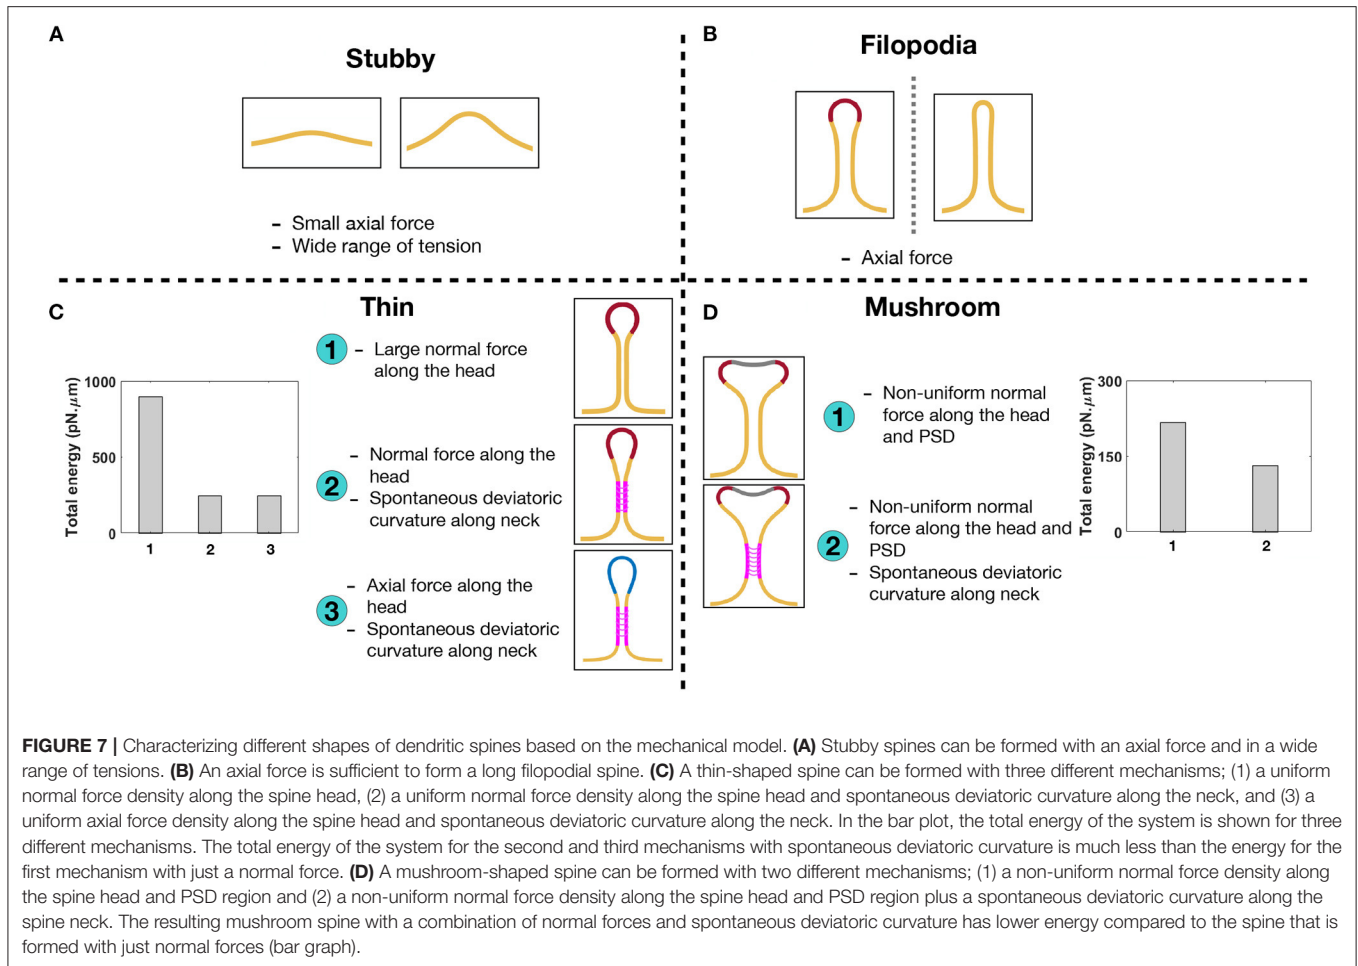 A
Stubby
– Small axial force
– Wide range of tension
B
Filopodia
– Axial force
C
Thin
1
– Large normal force
along the head
2
– Normal force along the
head
– Spontaneous deviatoric
curvature along neck
3
– Axial force along the
head
– Spontaneous deviatoric
curvature along neck
Total energy (pN.μm)
1000
500
0
1 2 3
D
Mushroom
1
– Non-uniform normal
force along the head
and PSD
2
– Non-uniform normal
force along the head and
PSD
– Spontaneous deviatoric
curvature along neck
Total energy (pN.μm)
300
150
0
1 2
FIGURE 7 | Characterizing different shapes of dendritic spines based on the mechanical model. (A) Stubby spines can be formed with an axial force and in a wide
range of tensions. (B) An axial force is sufficient to form a long filopodial spine. (C) A thin-shaped spine can be formed with three different mechanisms; (1) a uniform
normal force density along the spine head, (2) a uniform normal force density along the spine head and spontaneous deviatoric curvature along the neck, and (3) a
uniform axial force density along the spine head and spontaneous deviatoric curvature along the neck. In the bar plot, the total energy of the system is shown for three
different mechanisms. The total energy of the system for the second and third mechanisms with spontaneous deviatoric curvature is much less than the energy for the
first mechanism with just a normal force. (D) A mushroom-shaped spine can be formed with two different mechanisms; (1) a non-uniform normal force density along
the spine head and PSD region and (2) a non-uniform normal force density along the spine head and PSD region plus a spontaneous deviatoric curvature along the
spine neck. The resulting mushroom spine with a combination of normal forces and spontaneous deviatoric curvature has lower energy compared to the spine that is
formed with just normal forces (bar graph).